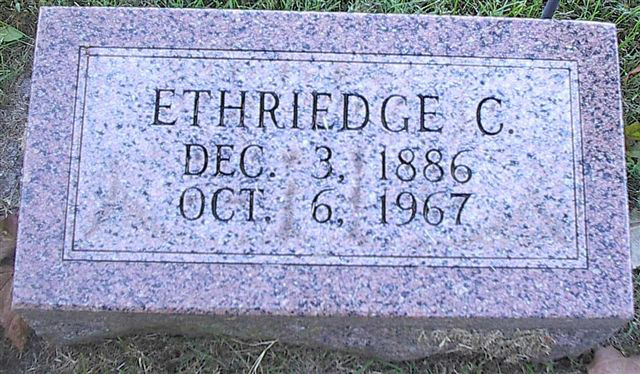 ETHRIEDGE C.
DEC. 3, 1886
OCT. 6, 1967